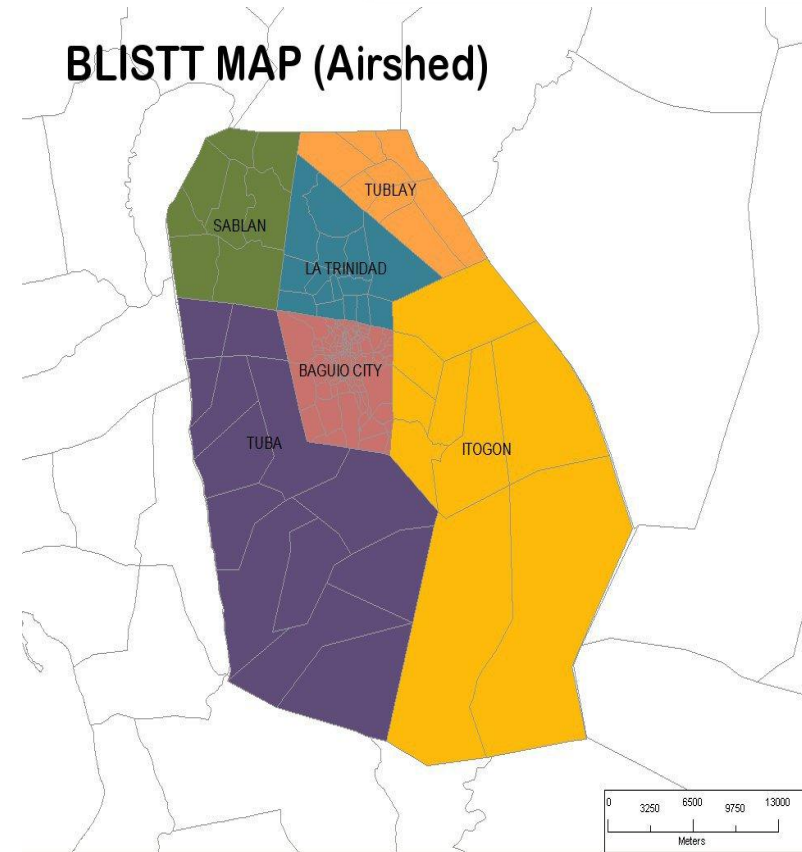 BLISTT MAP (Airshed)
TUBLAY
SABLAN
LA TRINIDAD
BAGUIO CITY
TUBA
ITOGON
0 3250 6500 9750 13000
Meters